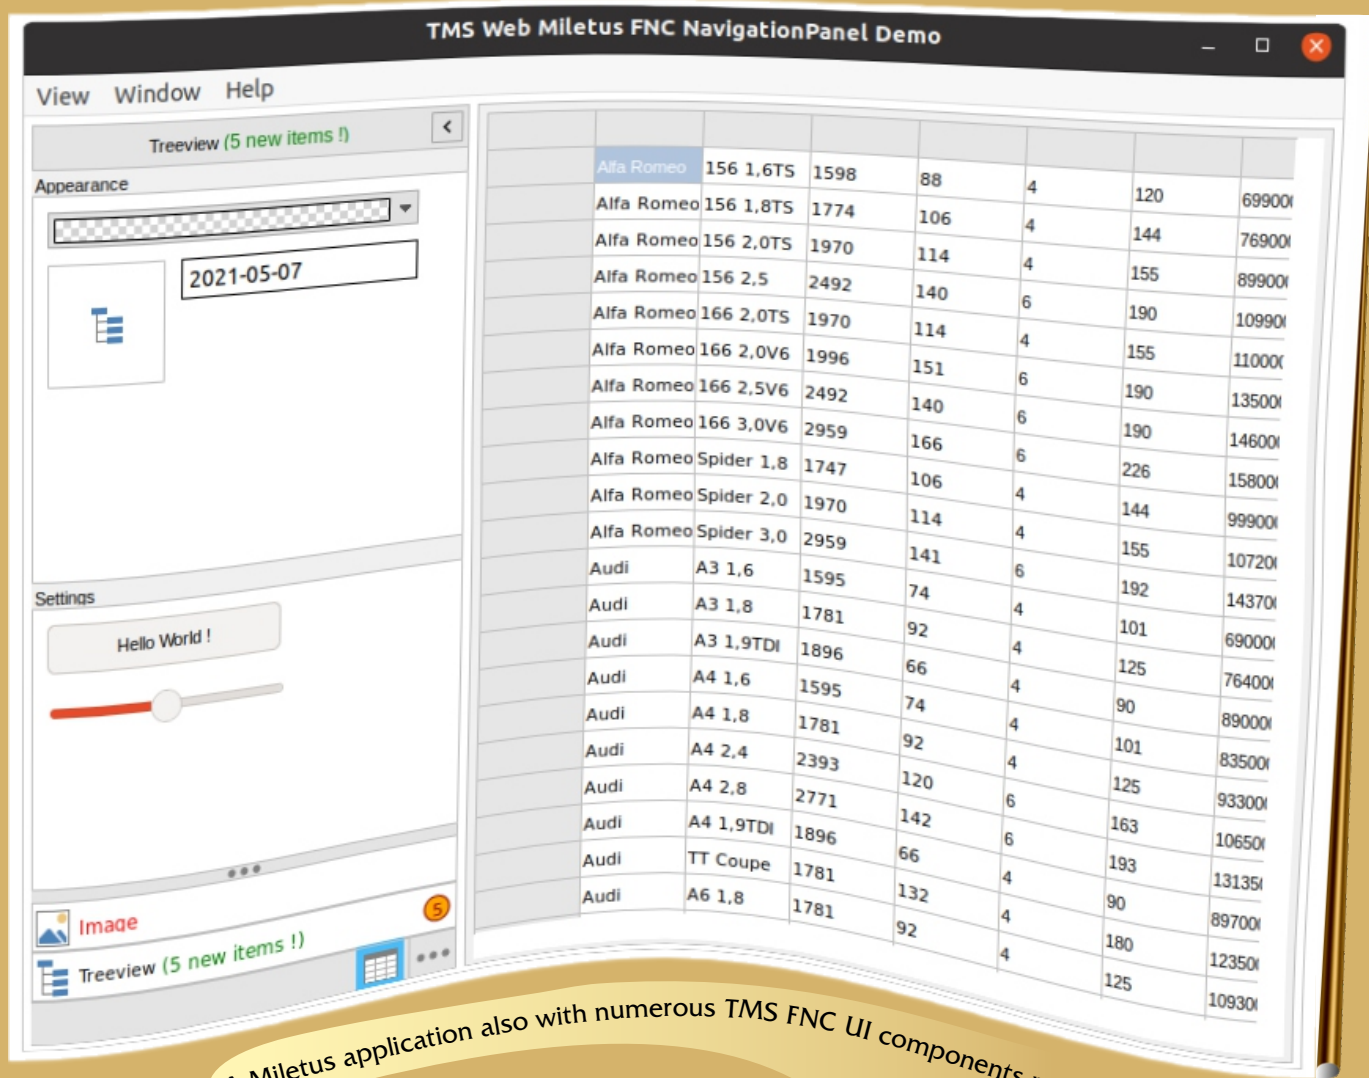 TMS Web Miletus FNC NavigationPanel Demo
View Window Help
Treeview (5 new items !)
Appearance
2021-05-07
Settings
Hello World !
Image 5
Treeview (5 new items !)
Alfa Romeo 156 1,6TS 1598 88 4 120
Alfa Romeo 156 1,8TS 1774 106 4 144
Alfa Romeo 156 2,0TS 1970 114 4 155
Alfa Romeo 156 2,5 2492 140 6 190
Alfa Romeo 166 2,0TS 1970 114 4 155
Alfa Romeo 166 2,0V6 1996 151 6 190
Alfa Romeo 166 2,5V6 2492 140 6 190
Alfa Romeo 166 3,0V6 2959 166 6 226
Alfa Romeo Spider 1,8 1747 106 4 144
Alfa Romeo Spider 2,0 1970 114 4 155
Alfa Romeo Spider 3,0 2959 141 6 192
Audi A3 1,6 1595 74 4 101
Audi A3 1,8 1781 92 4 125
Audi A3 1,9TDI 1896 66 4 90
Audi A4 1,6 1595 74 4 101
Audi A4 1,8 1781 92 4 125
Audi A4 2,4 2393 120 6 163
Audi A4 2,8 2771 142 6 193
Audi A4 1,9TDI 1896 66 4 90
Audi TT Coupe 1781 132 4 180
Audi A6 1,8 1781 92 4 125
Miletus application also with numerous TMS FNC UI components